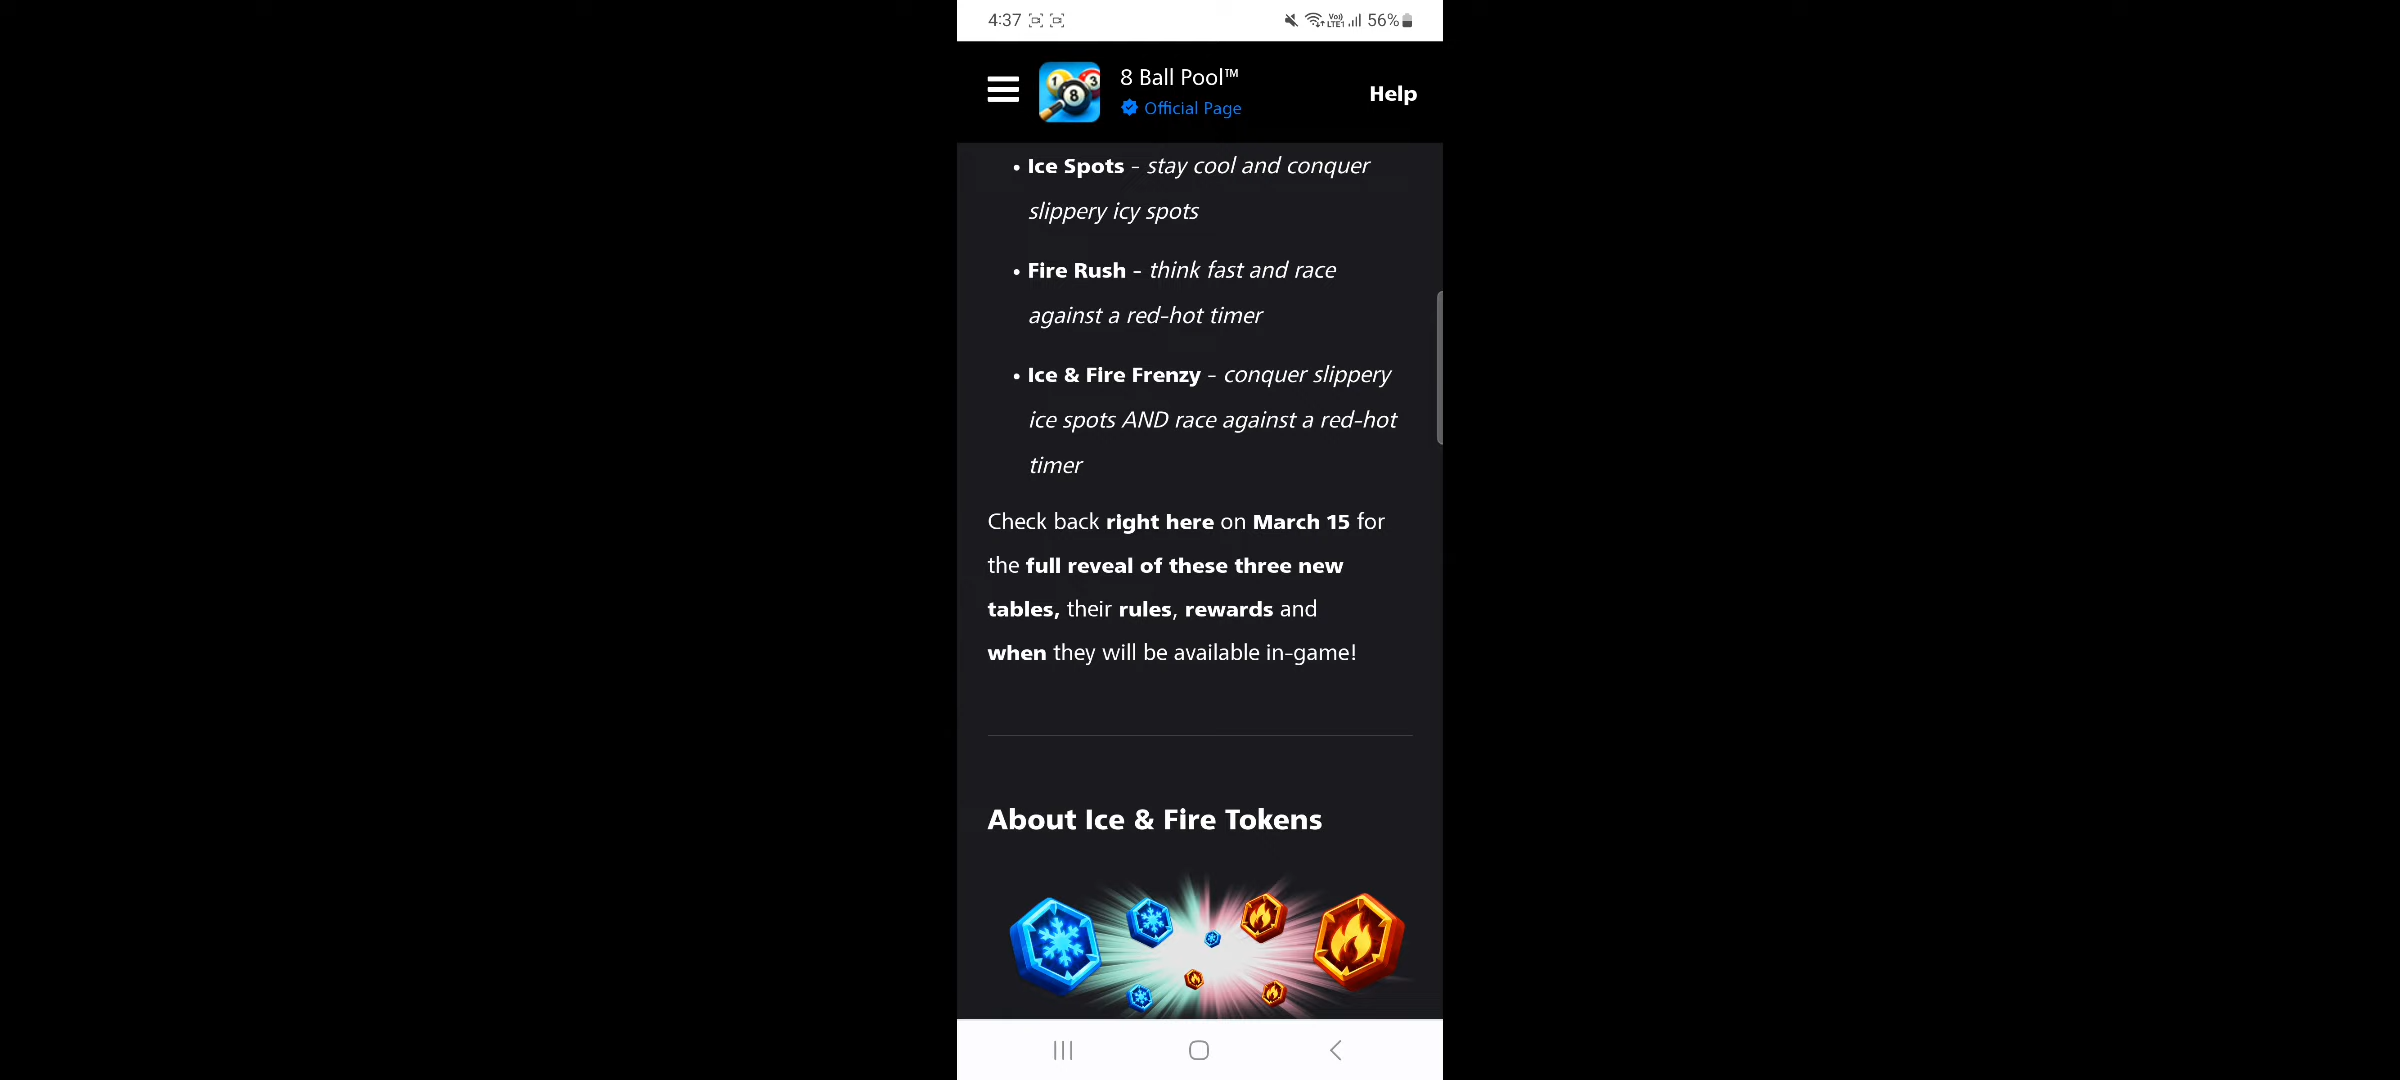 4:37 Vo) LTE1 56%
8 Ball Pool™
Official Page
Help
• Ice Spots - stay cool and conquer
slippery icy spots
• Fire Rush - think fast and race
against a red-hot timer
• Ice & Fire Frenzy - conquer slippery
ice spots AND race against a red-hot
timer
Check back right here on March 15 for
the full reveal of these three new
tables, their rules, rewards and
when they will be available in-game!
About Ice & Fire Tokens